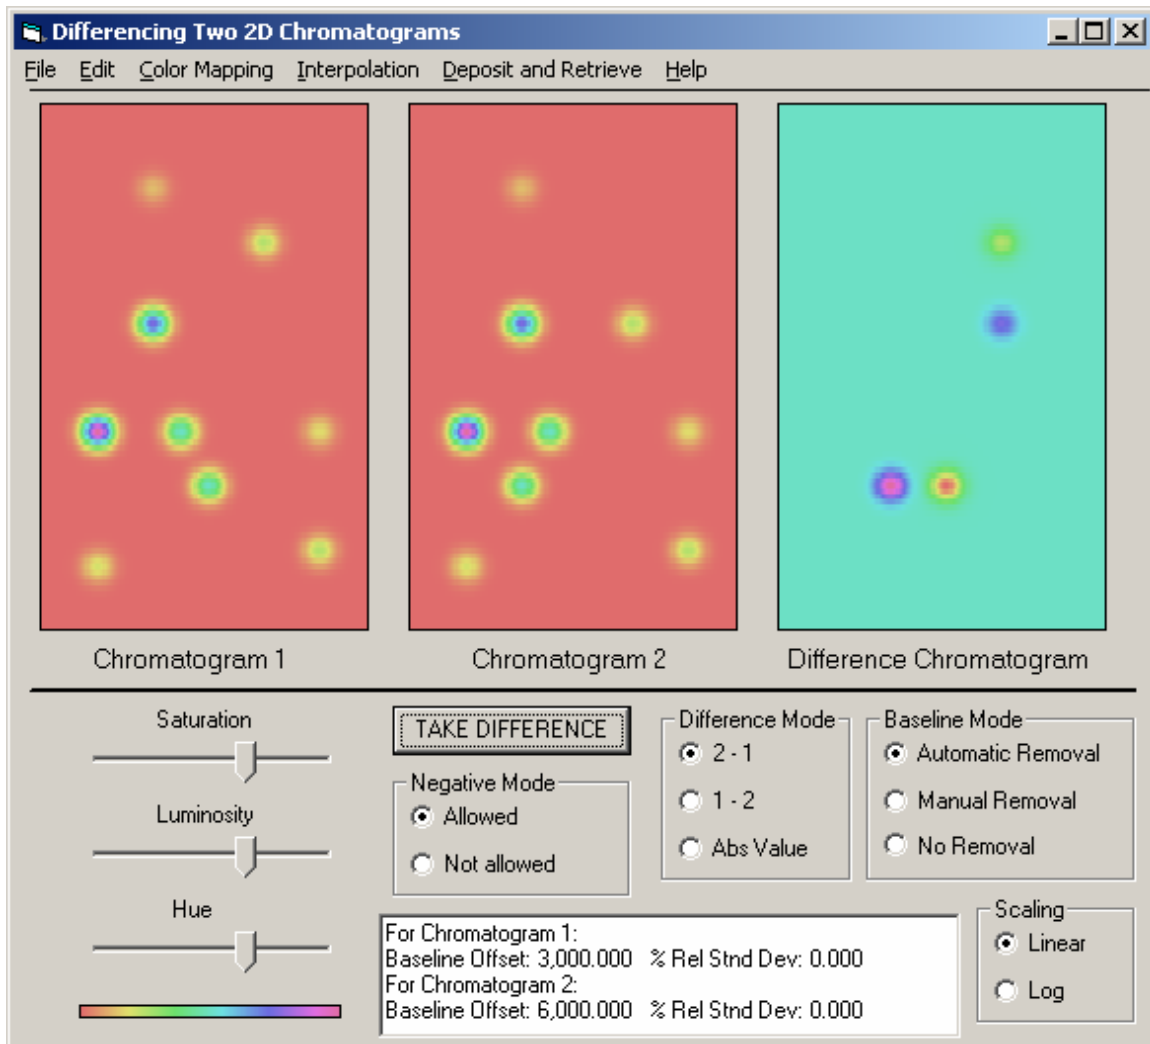 Differencing Two 2D Chromatograms
File Edit Color Mapping Interpolation Deposit and Retrieve Help
Chromatogram 1
Chromatogram 2
Difference Chromatogram
Saturation
Luminosity
Hue
TAKE DIFFERENCE
Negative Mode
Allowed
Not allowed
Difference Mode
2 - 1
1 - 2
Abs Value
Baseline Mode
Automatic Removal
Manual Removal
No Removal
For Chromatogram 1:
Baseline Offset: 3,000.000 % Rel Stnd Dev: 0.000
For Chromatogram 2:
Baseline Offset: 6,000.000 % Rel Stnd Dev: 0.000
Scaling
Linear
Log